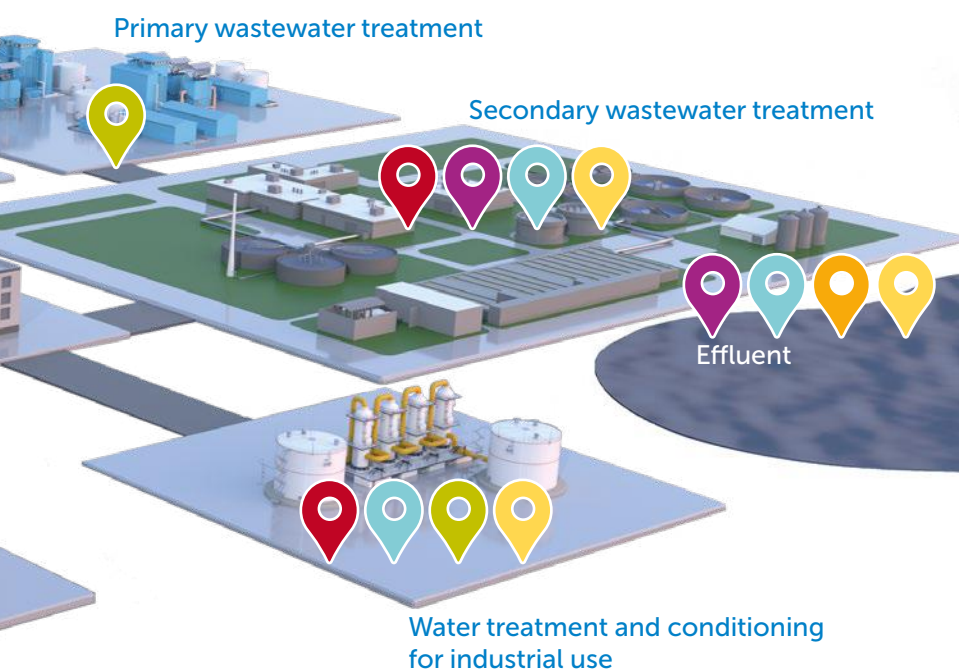 Primary wastewater treatment
Secondary wastewater treatment
Effluent
Water treatment and conditioning
for industrial use